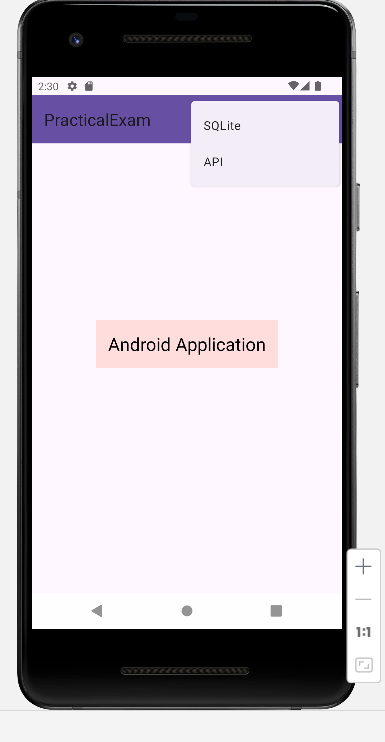 2:30
PracticalExam
SQLite
API
Android Application
1:1